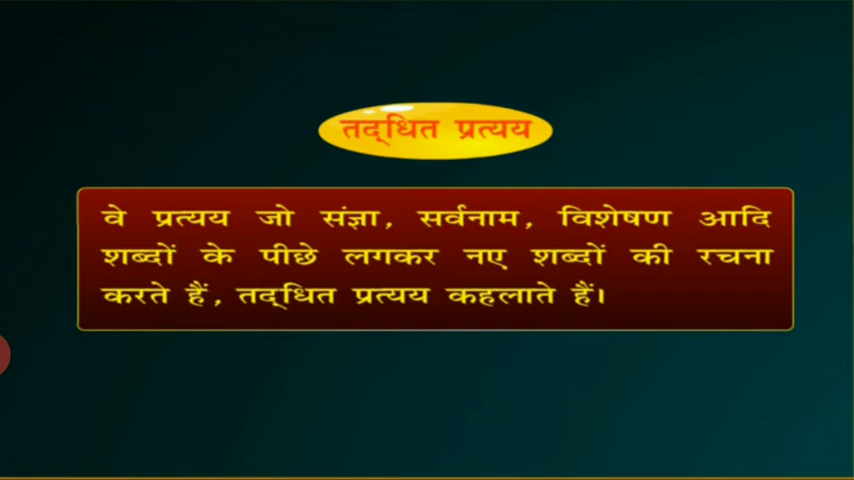 तद्‌धित प्रत्यय
वे प्रत्यय जो संज्ञा, सर्वनाम, विशेषण आदि
शब्दों के पीछे लगकर नए शब्दों की रचना
करते हैं, तद्‌धित प्रत्यय कहलाते हैं।